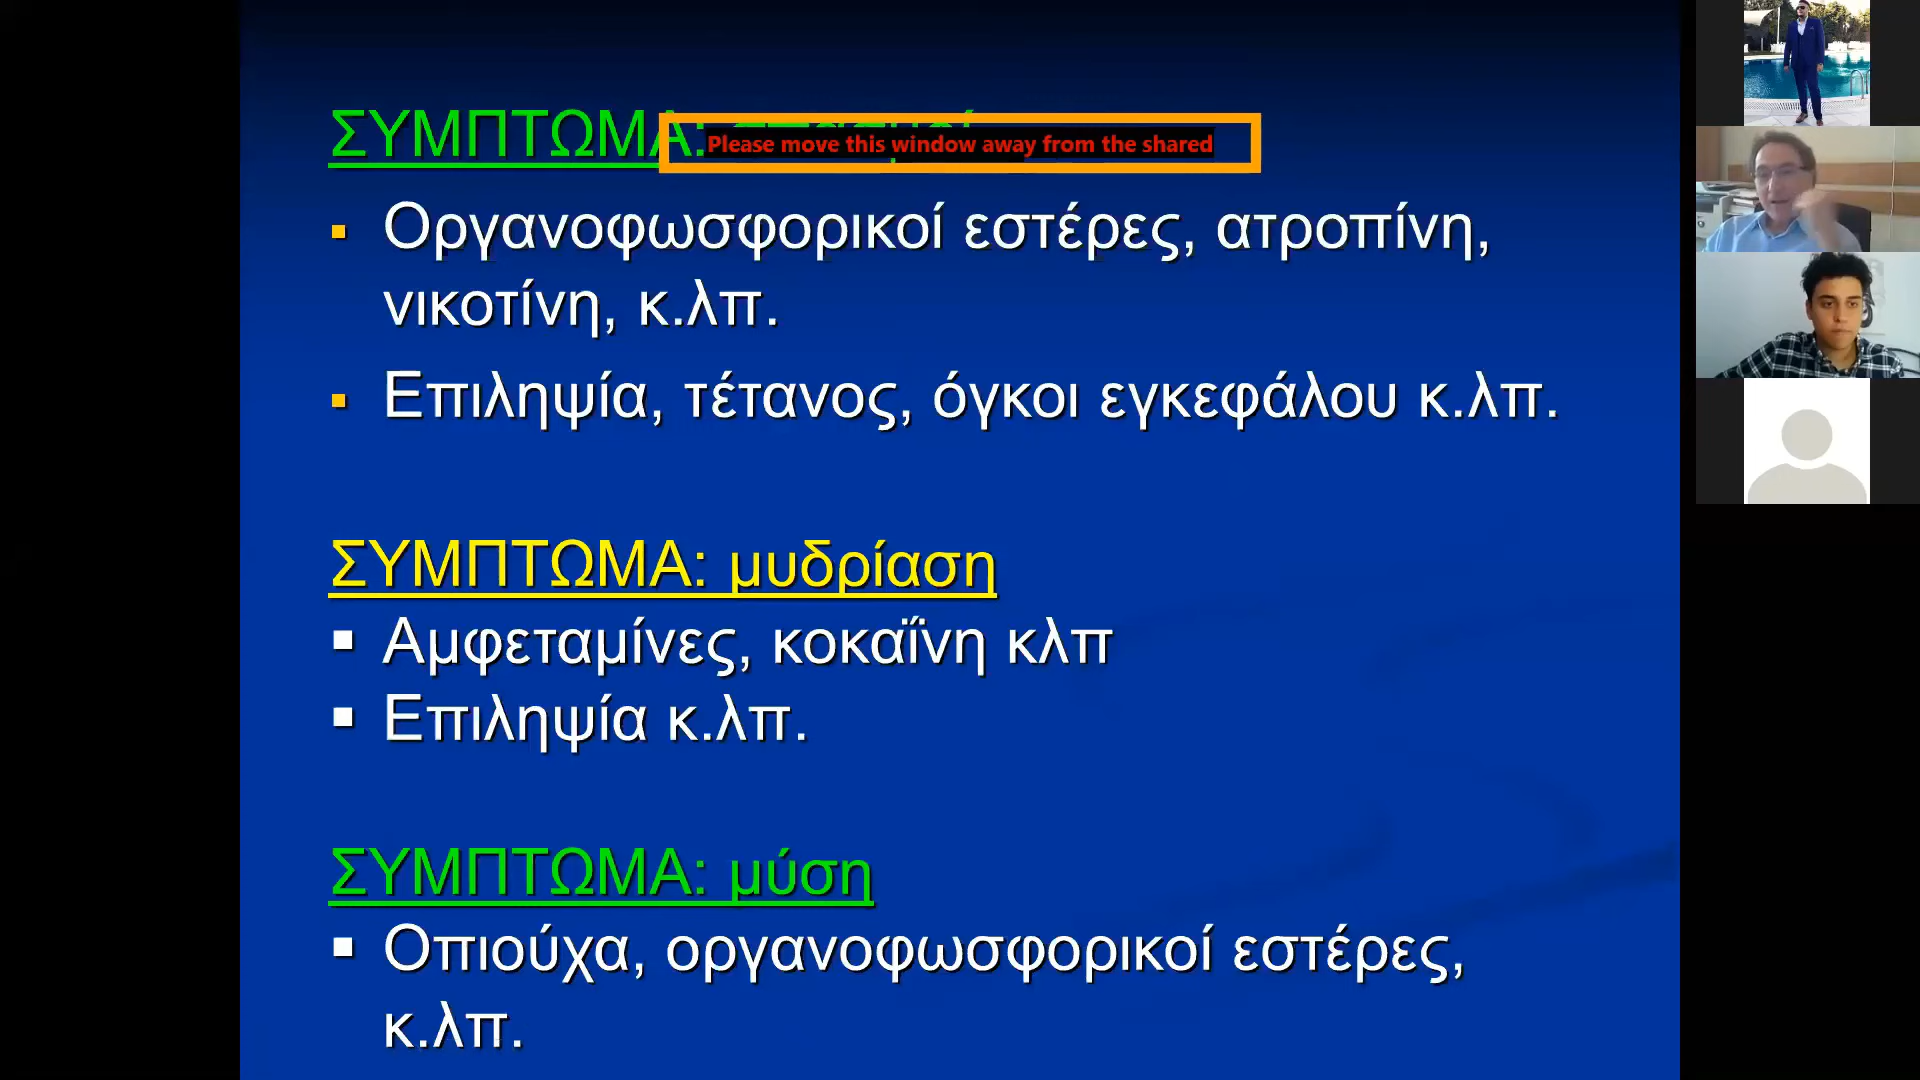 ΣΥΜΠΤΩΜΑ:
Please move this window away from the shared
Οργανοφωσφορικοί εστέρες, ατροπίνη,
νικοτίνη, κ.λπ.
Επιληψία, τέτανος, όγκοι εγκεφάλου κ.λπ.
ΣΥΜΠΤΩΜΑ: μυδρίαση
Αμφεταμίνες, κοκαΐνη κλπ
Επιληψία κ.λπ.
ΣΥΜΠΤΩΜΑ: μύση
Οπιούχα, οργανοφωσφορικοί εστέρες,
κ.λπ.